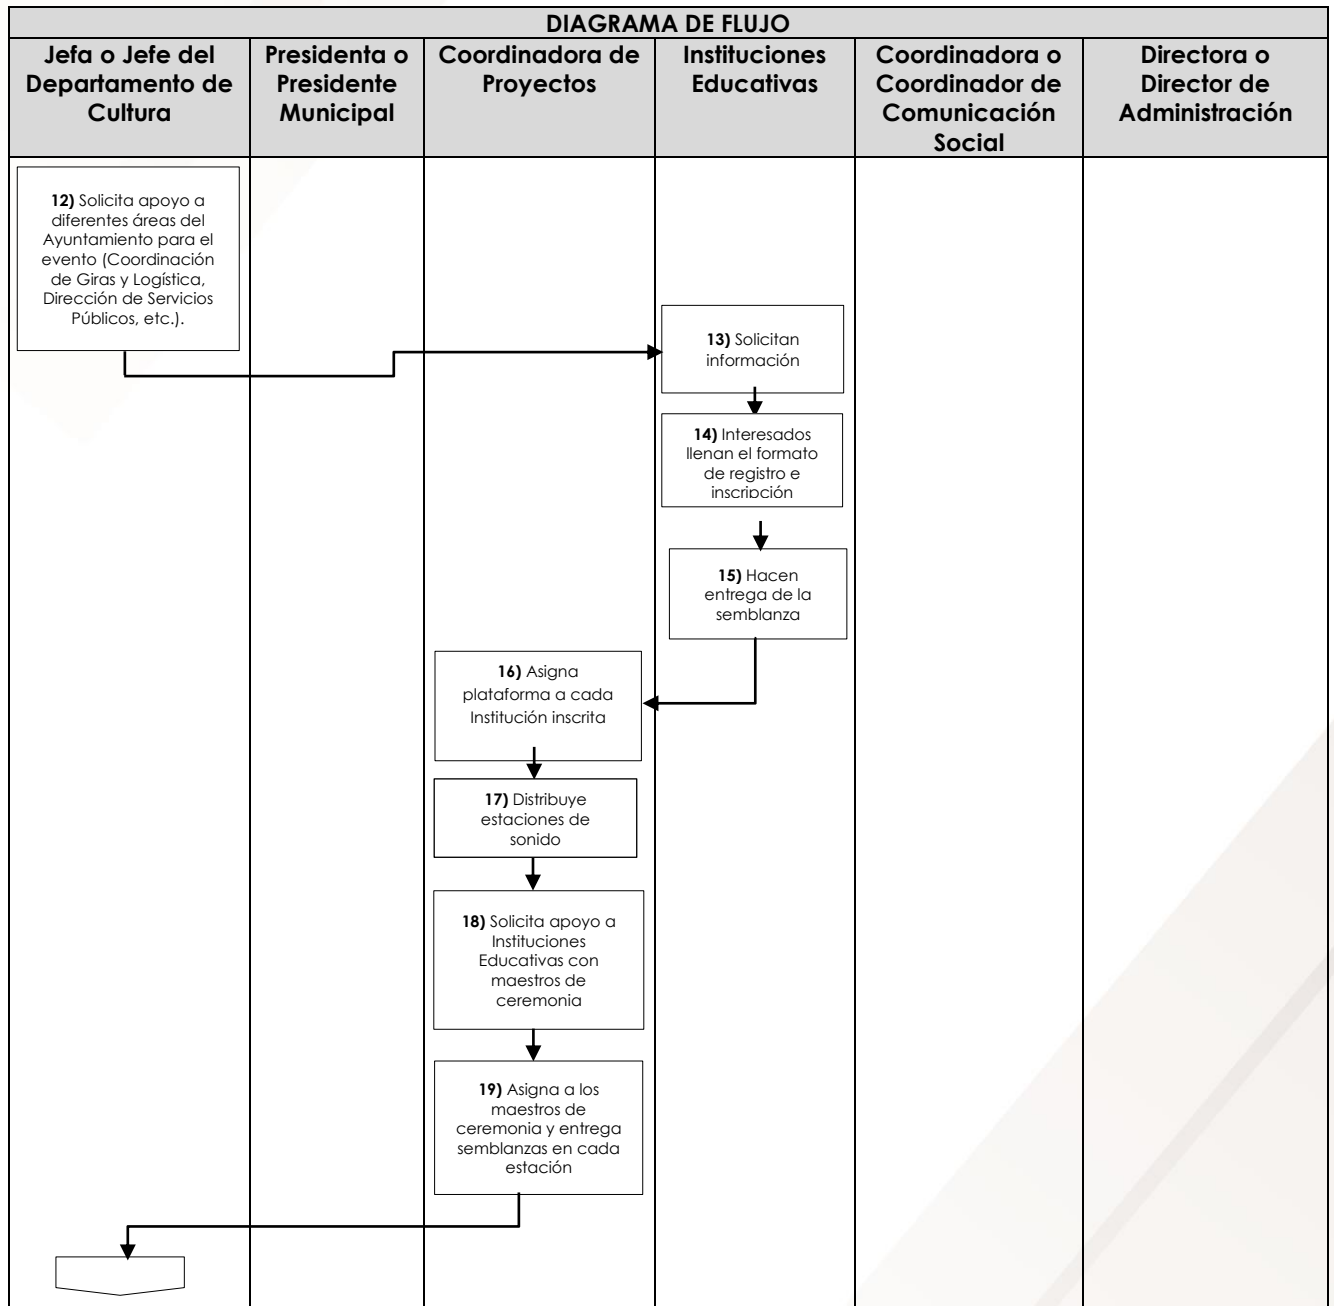 DIAGRAMA DE FLUJO
Jefa o Jefe del
Departamento de
Cultura
Presidenta o
Presidente
Municipal
Coordinadora de
Proyectos
Instituciones
Educativas
Coordinadora o
Coordinador de
Comunicación
Social
Directora o
Director de
Administración
12) Solicita apoyo a
diferentes áreas del
Ayuntamiento para el
evento (Coordinación
de Giras y Logística,
Dirección de Servicios
Públicos, etc.).
13) Solicitan
información
14) Interesados
llenan el formato
de registro e
inscripción
15) Hacen
entrega de la
semblanza
16) Asigna
plataforma a cada
Institución inscrita
17) Distribuye
estaciones de
sonido
18) Solicita apoyo a
Instituciones
Educativas con
maestros de
ceremonia
19) Asigna a los
maestros de
ceremonia y entrega
semblanzas en cada
estación